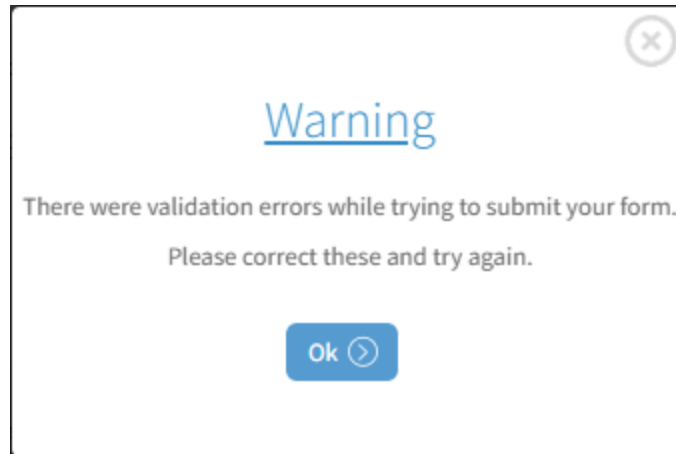 Warning
There were validation errors while trying to submit your form.
Please correct these and try again.
Ok